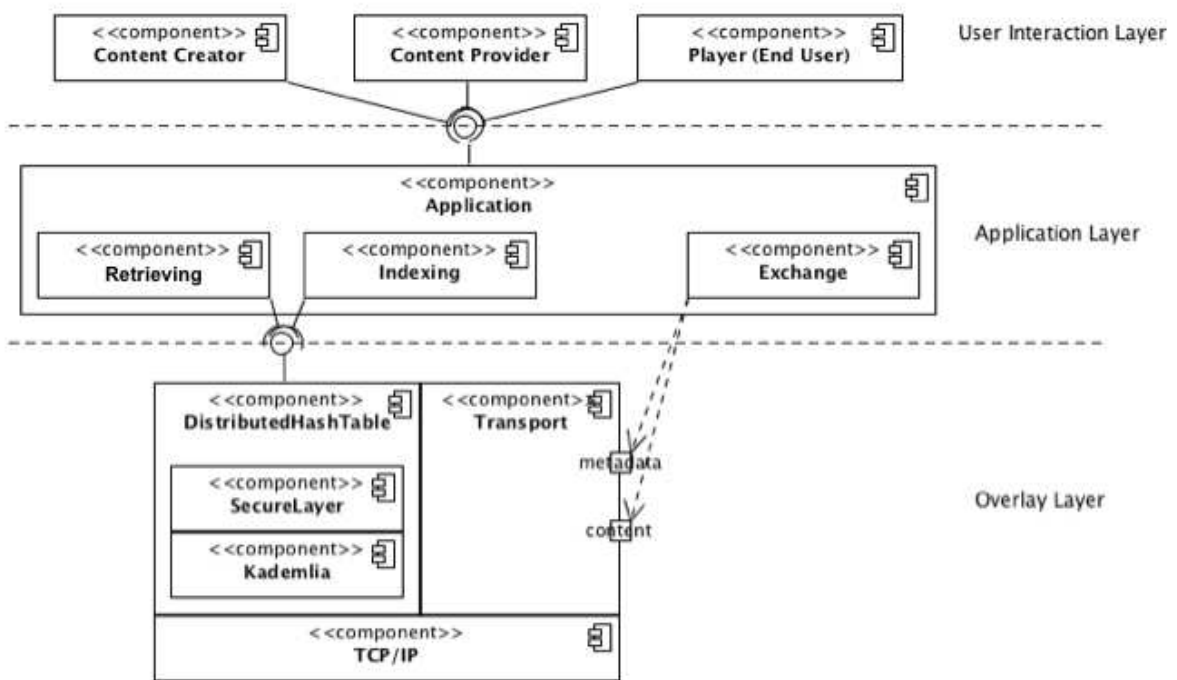 <<component>>
Content Creator
<<component>>
Content Provider
<<component>>
Player (End User)
User Interaction Layer
<<component>>
Application
Application Layer
<<component>>
Retrieving
<<component>>
Indexing
<<component>>
Exchange
<<component>>
DistributedHashTable
<<component>>
Transport
metadata
<<component>>
SecureLayer
Overlay Layer
content
<<component>>
Kademlia
<<component>>
TCP/IP